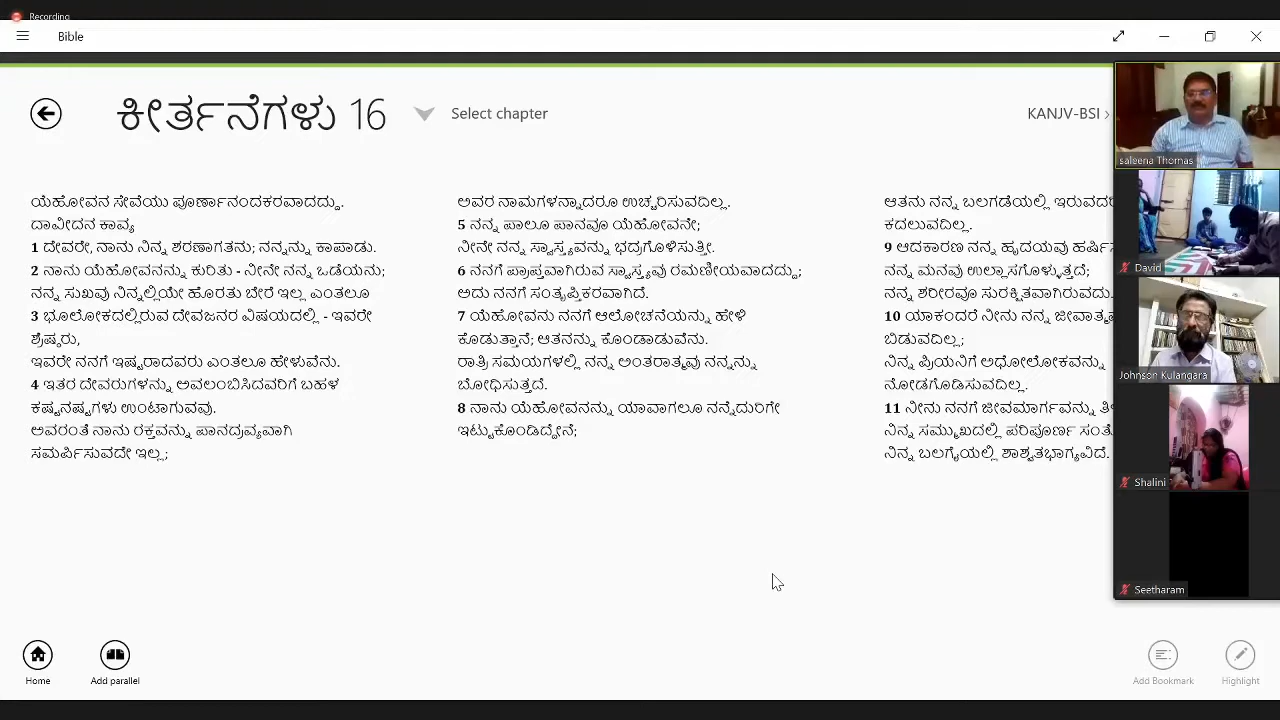 Recording
Bible
ಕೀರ್ತನೆಗಳು 16
Select chapter
KANJV-BSI
ಯೆಹೋವನ ಸೇವೆಯು ಪೂರ್ಣಾನಂದಕರವಾದದ್ದು.
ದಾವೀದನ ಕಾವ್ಯ
1 ದೇವರೇ, ನಾನು ನಿನ್ನ ಶರಣಾಗತನು; ನನ್ನನ್ನು ಕಾಪಾಡು.
2 ನಾನು ಯೆಹೋವನನ್ನು ಕುರಿತು - ನೀನೇ ನನ್ನ ಒಡೆಯನು;
ನನ್ನ ಸುಖವು ನಿನ್ನಲ್ಲಿಯೇ ಹೊರತು ಬೇರೆ ಇಲ್ಲ ಎಂತಲೂ
3 ಭೂಲೋಕದಲ್ಲಿರುವ ದೇವಜನರ ವಿಷಯದಲ್ಲಿ - ಇವರೇ
ಶ್ರೇಷ್ಠರು,
ಇವರೇ ನನಗೆ ಇಷ್ಟರಾದವರು ಎಂತಲೂ ಹೇಳುವೆನು.
4 ಇತರ ದೇವರುಗಳನ್ನು ಅವಲಂಬಿಸಿದವರಿಗೆ ಬಹಳ
ಕಷ್ಟನಷ್ಟಗಳು ಉಂಟಾಗುವವು.
ಅವರಂತೆ ನಾನು ರಕ್ತವನ್ನು ಪಾನದ್ರವ್ಯವಾಗಿ
ಸಮರ್ಪಿಸುವದೇ ಇಲ್ಲ;
ಅವರ ನಾಮಗಳನ್ನಾದರೂ ಉಚ್ಚರಿಸುವದಿಲ್ಲ.
5 ನನ್ನ ಪಾಲೂ ಪಾನವೂ ಯೆಹೋವನೇ;
ನೀನೇ ನನ್ನ ಸ್ವಾಸ್ತ್ಯವನ್ನು ಭದ್ರಗೊಳಿಸುತ್ತೀ.
6 ನನಗೆ ಪ್ರಾಪ್ತವಾಗಿರುವ ಸ್ವಾಸ್ತ್ಯವು ರಮಣೀಯವಾದದ್ದು;
ಅದು ನನಗೆ ಸಂತೃಪ್ತಿಕರವಾಗಿದೆ.
7 ಯೆಹೋವನು ನನಗೆ ಆಲೋಚನೆಯನ್ನು ಹೇಳಿ
ಕೊಡುತ್ತಾನೆ; ಆತನನ್ನು ಕೊಂಡಾಡುವೆನು.
ರಾತ್ರಿ ಸಮಯಗಳಲ್ಲಿ ನನ್ನ ಅಂತರಾತ್ಮವು ನನ್ನನ್ನು
ಬೋಧಿಸುತ್ತದೆ.
8 ನಾನು ಯೆಹೋವನನ್ನು ಯಾವಾಗಲೂ ನನ್ನೆದುರಿಗೇ
ಇಟ್ಟುಕೊಂಡಿದ್ದೇನೆ;
ಆತನು ನನ್ನ ಬಲಗಡೆಯಲ್ಲಿ
ಕದಲುವದಿಲ್ಲ.
9 ಆದಕಾರಣ ನನ್ನ ಹೃದಯವು
ನನ್ನ ಮನವು ಉಲ್ಲಾಸಗೊಳ್ಳುತ್ತದೆ;
ನನ್ನ ಶರೀರವೂ ಸುರಕ್ಷಿತವಾಗಿರುವದು.
10 ಯಾಕಂದರೆ ನೀನು ನನ್ನ
ಬಿಡುವದಿಲ್ಲ;
ನಿನ್ನ ಪ್ರಿಯನಿಗೆ ಅಧೋಲೋಕವನ್ನು
ನೋಡಗೊಡಿಸುವದಿಲ್ಲ.
11 ನೀನು ನನಗೆ ಜೀವಮಾರ್ಗವನ್ನು
ನಿನ್ನ ಸಮ್ಮುಖದಲ್ಲಿ ಪರಿಪೂರ್ಣ
ನಿನ್ನ ಬಲಗೈಯಲ್ಲಿ ಶಾಶ್ವತಭಾಗ್ಯವಿದೆ.
saleena Thomas
David
Johnson Kulangara
Shalini
Seetharam
Home
Add parallel
Add Bookmark
Highlight